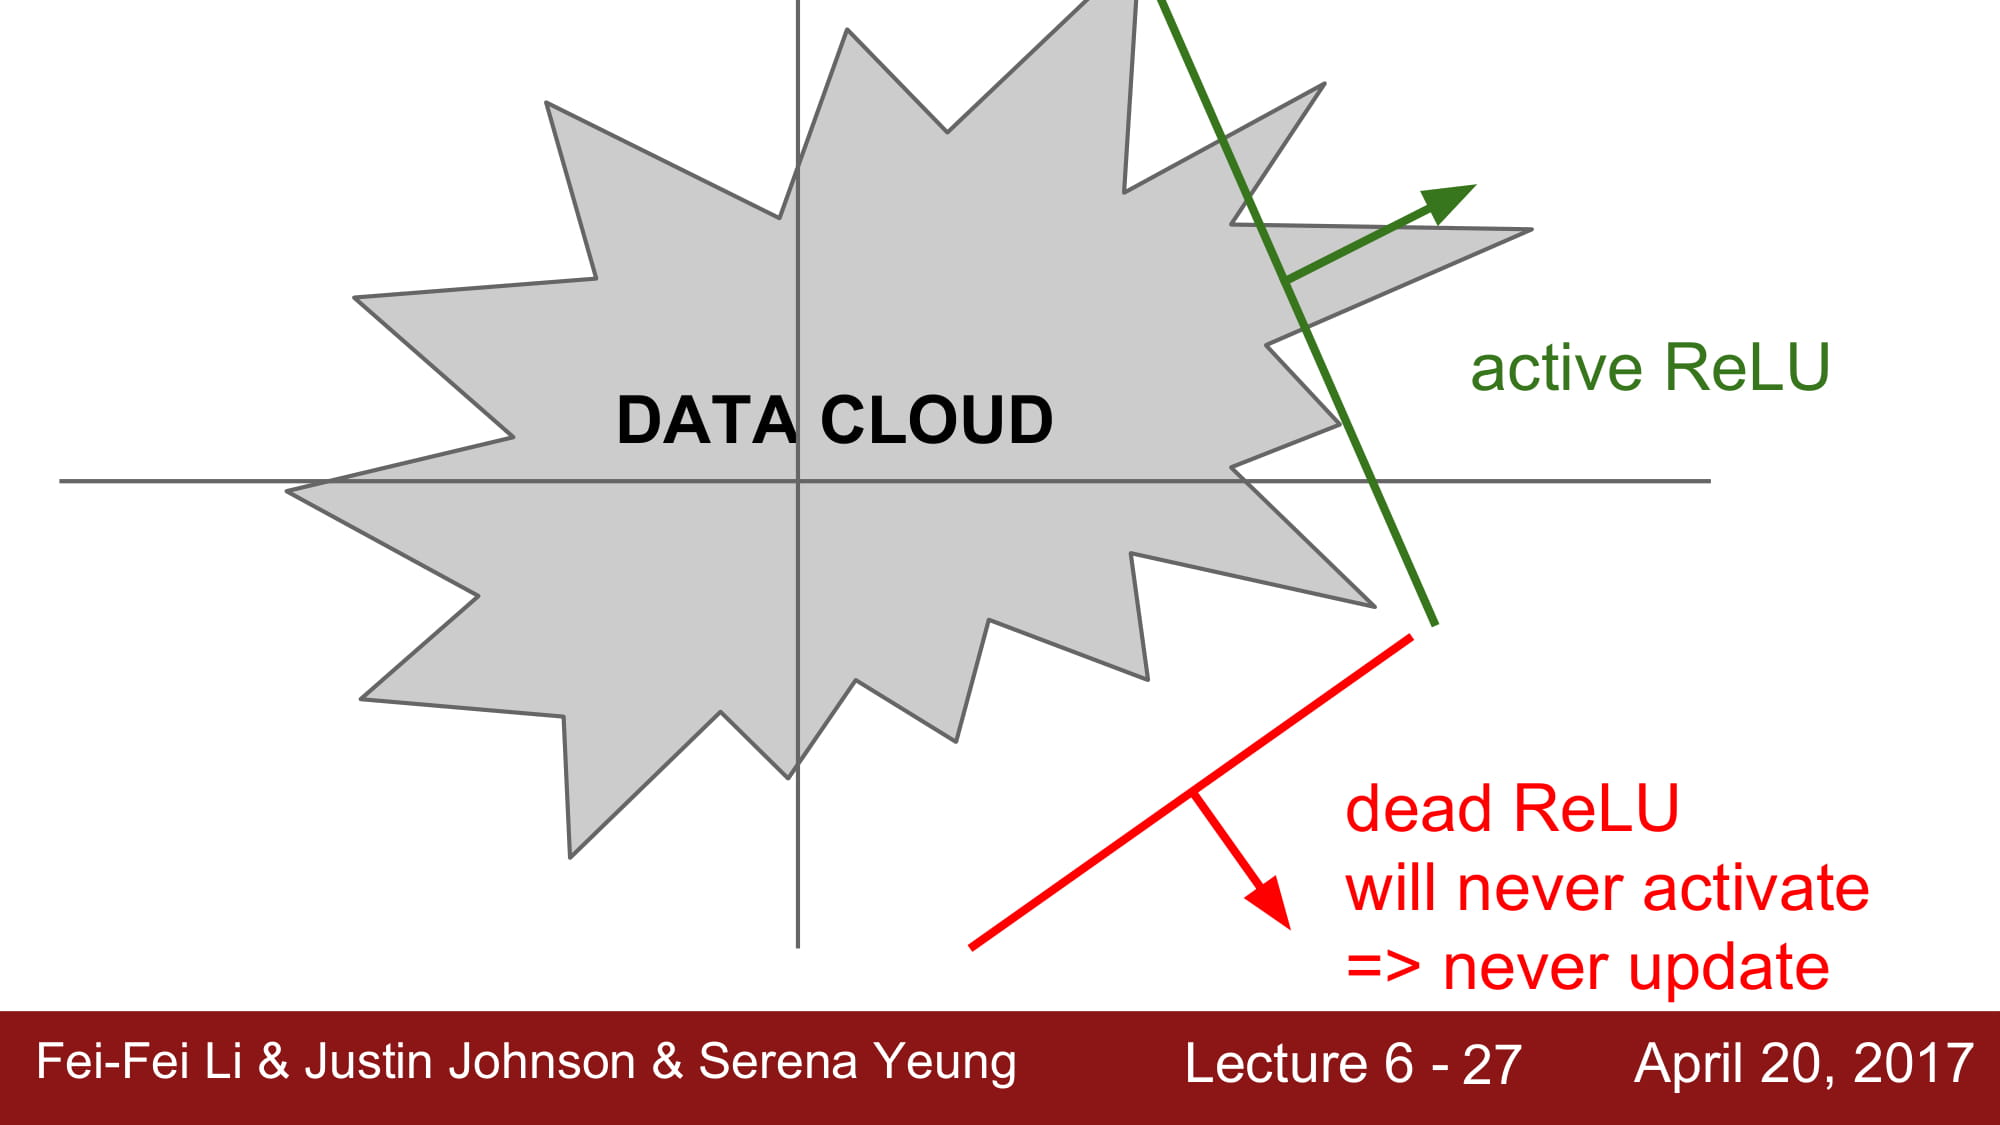 active ReLU
DATA CLOUD
dead ReLU
will never activate
=> never update
Fei-Fei Li & Justin Johnson & Serena Yeung
Lecture 6 - 27
April 20, 2017